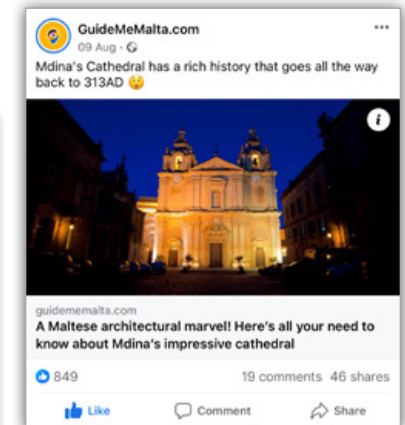 GuideMeMalta.com
09 Aug ·
Mdina's Cathedral has a rich history that goes all the way
back to 313AD 😲
i
guidememalta.com
A Maltese architectural marvel! Here's all your need to
know about Mdina's impressive cathedral
849
19 comments 46 shares
Like Comment Share